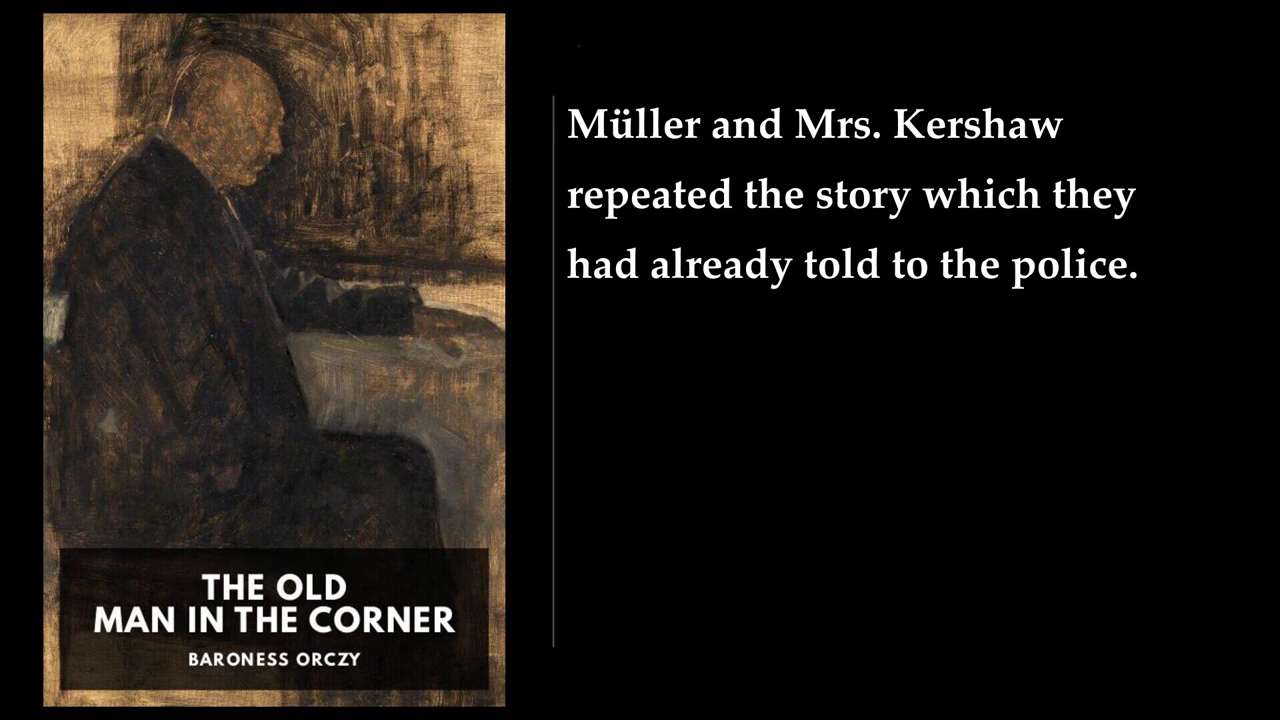 THE OLD
MAN IN THE CORNER
BARONESS ORCZY
Müller and Mrs. Kershaw
repeated the story which they
had already told to the police.